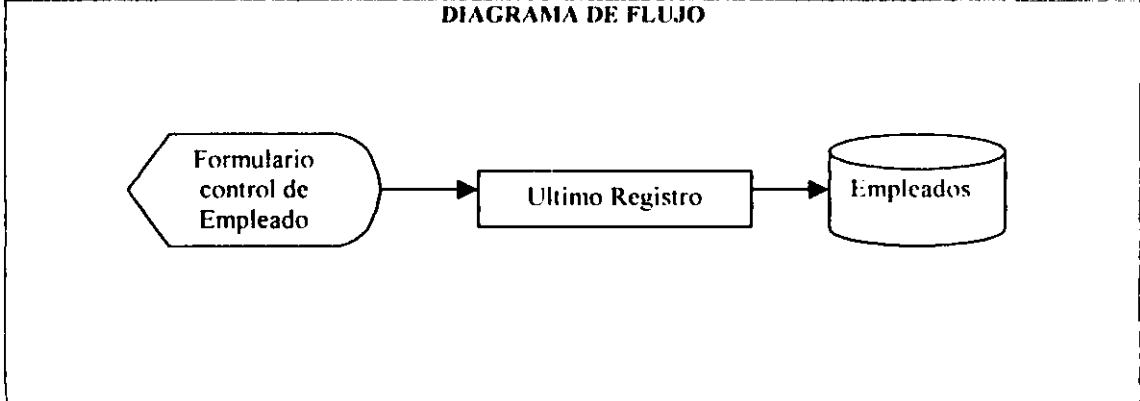 DIAGRAMA DE FLUJO
Formulario
control de
Empleado
Ultimo Registro
Empleados